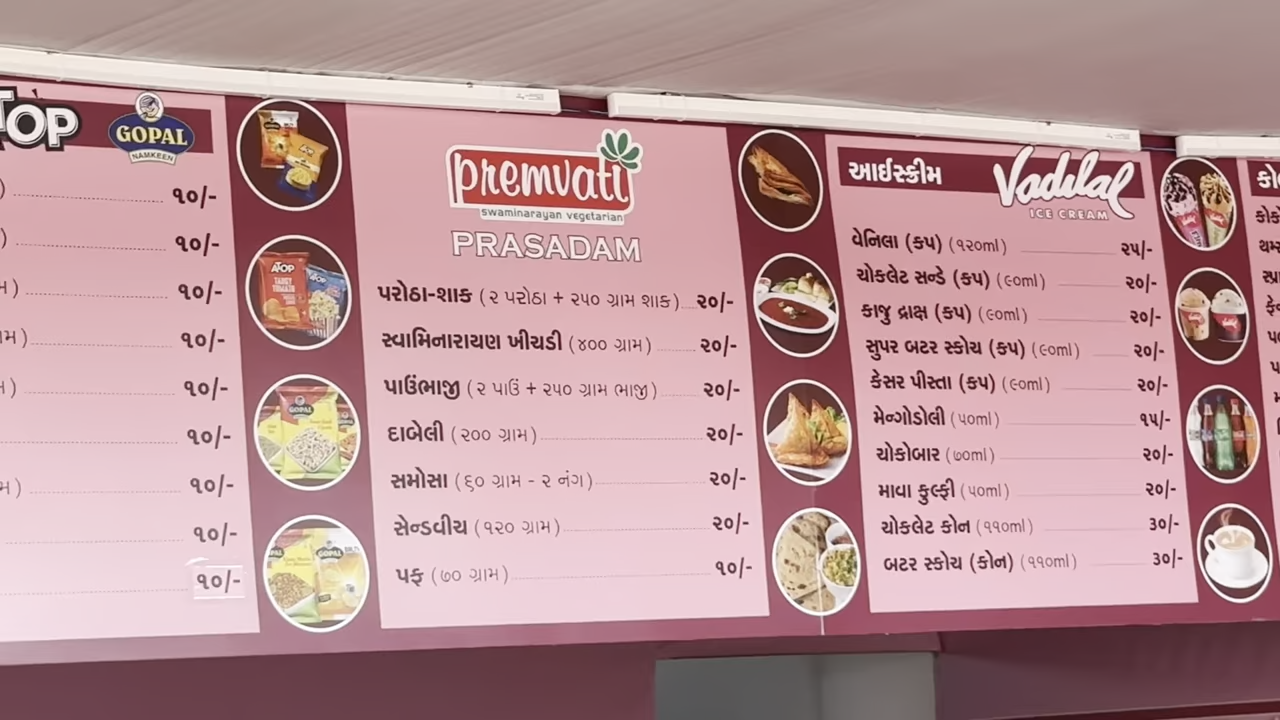 ATOP
GOPAL
NAMKEEN
૧૦/-
૧૦/-
૧૦/-
૧૦/-
૧૦/-
૧૦/-
૧૦/-
૧૦/-
૧૦/-
premvati
swaminarayan vegetarian
PRASADAM
પરોઠા-શાક (૨ પરોઠા + ૨૫૦ ગ્રામ શાક) ૨૦/-
સ્વામિનારાયણ ખીચડી (૪૦૦ ગ્રામ) ૨૦/-
પાઉંભાજી (૨ પાઉં + ૨૫૦ ગ્રામ ભાજી) ૨૦/-
દાબેલી (૨૦૦ ગ્રામ) ૨૦/-
સમોસા (૬૦ ગ્રામ - ૨ નંગ) ૨૦/-
સેન્ડવીચ (૧૨૦ ગ્રામ) ૨૦/-
પફ (૭૦ ગ્રામ) ૧૦/-
આઈસ્ક્રીમ
Vadilal
ICE CREAM
વેનિલા (કપ) (૧૨૦ml) ૨૫/-
ચોકલેટ સન્ડે (કપ) (૯૦ml) ૨૦/-
કાજુ દ્રાક્ષ (કપ) (૯૦ml) ૨૦/-
સુપર બટર સ્કોચ (કપ) (૯૦ml) ૨૦/-
કેસર પીસ્તા (કપ) (૯૦ml) ૨૦/-
મેન્ગોડોલી (૫૦ml) ૧૫/-
ચોકોબાર (૭૦ml) ૨૦/-
માવા કુલ્ફી (૫૦ml) ૨૦/-
ચોકલેટ કોન (૧૧૦ml) ૩૦/-
બટર સ્કોચ (કોન) (૧૧૦ml) ૩૦/-